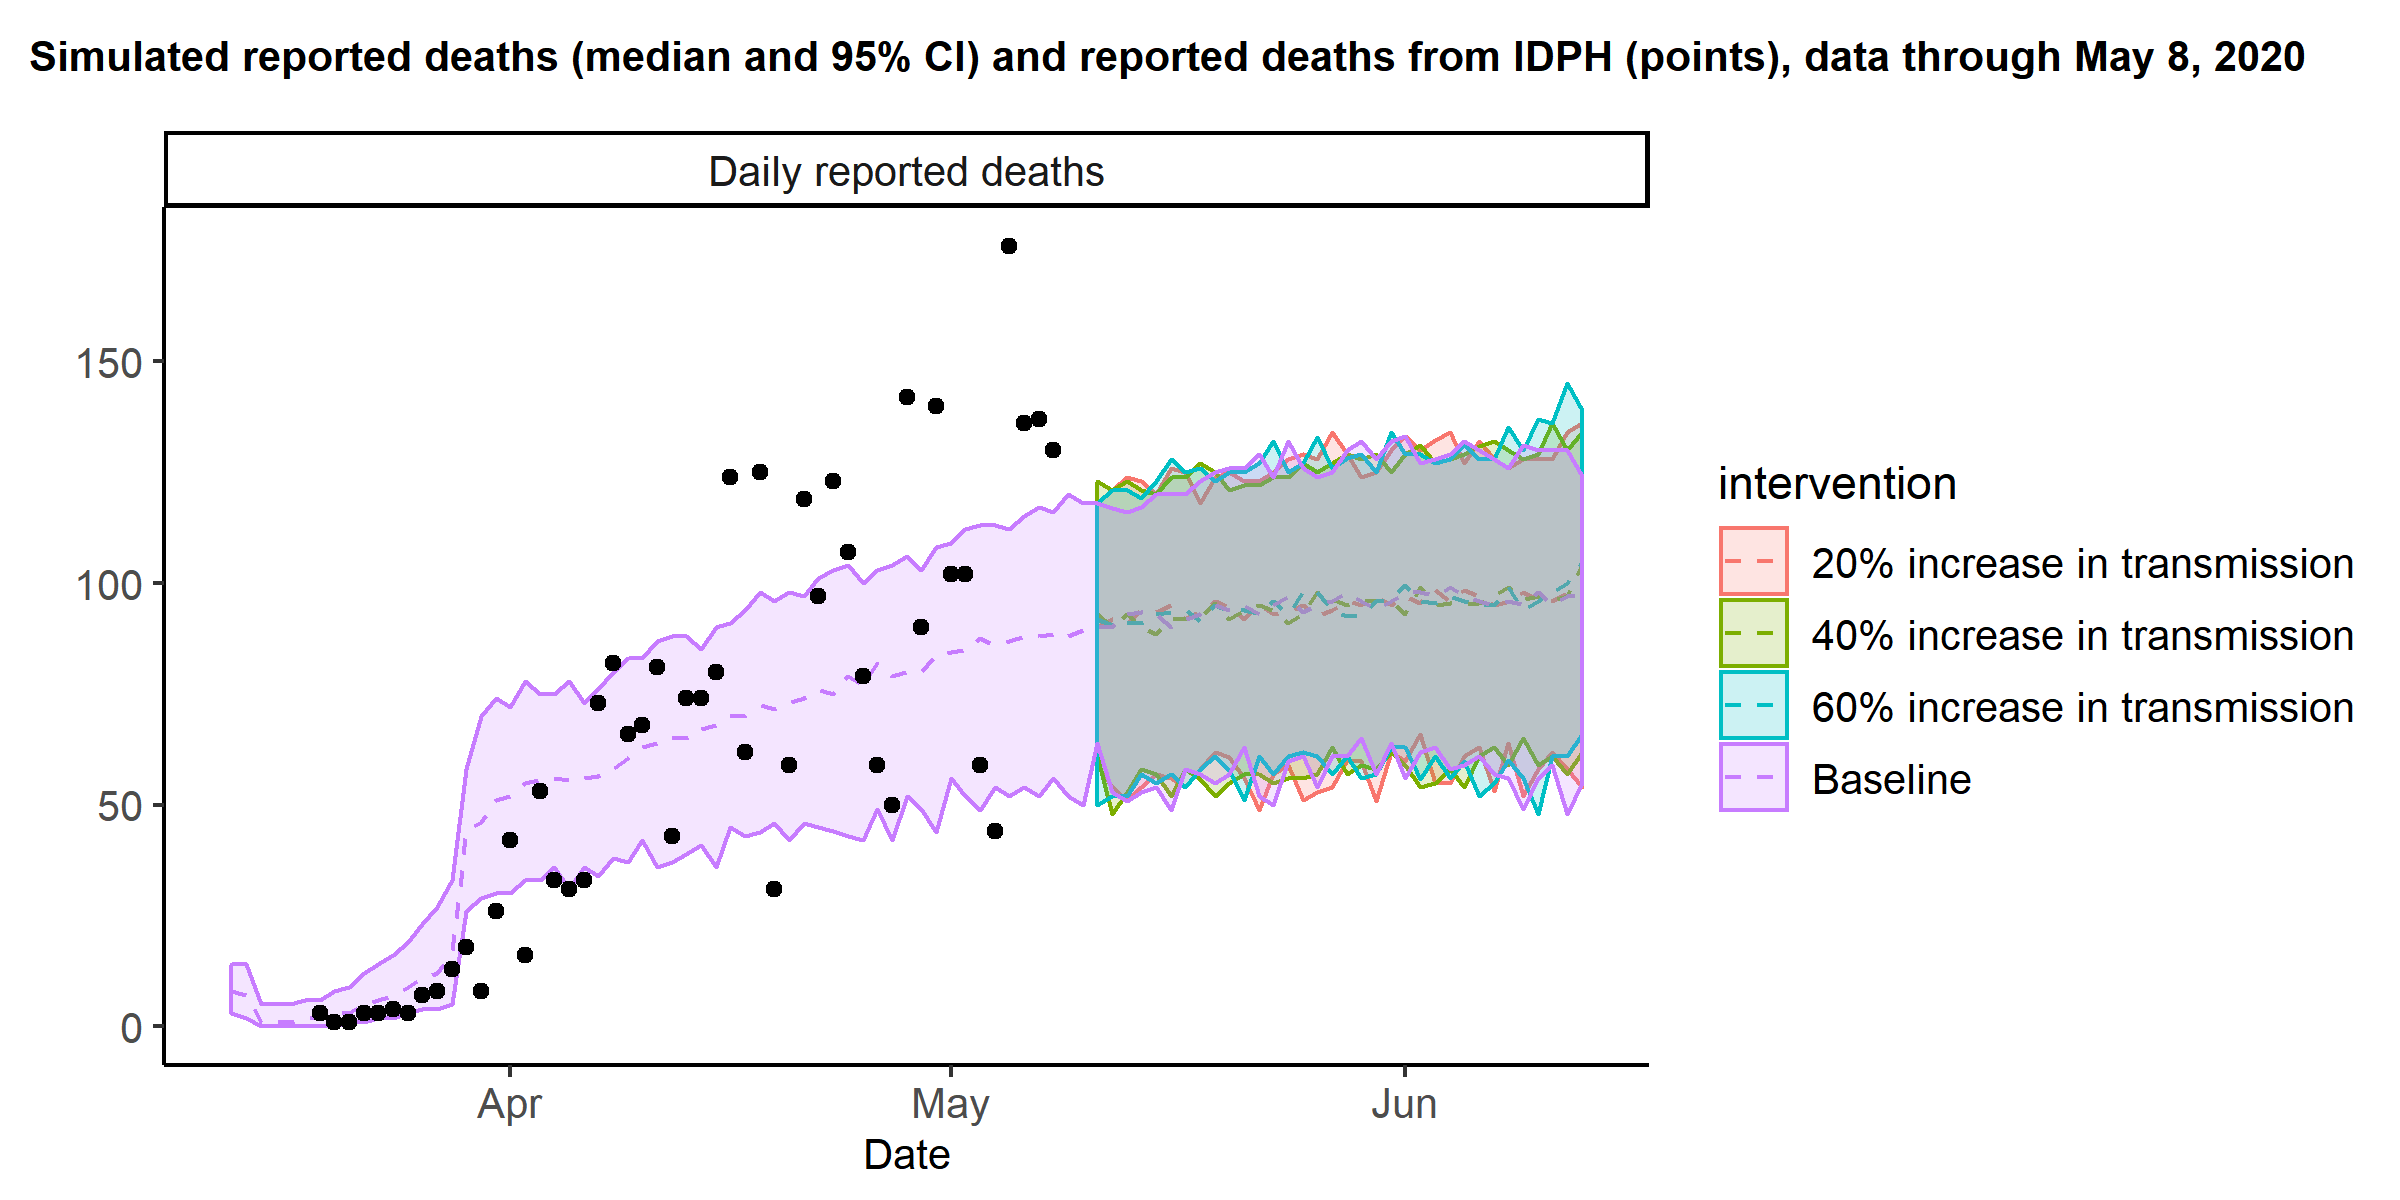 Simulated reported deaths (median and 95% CI) and reported deaths from IDPH (points), data through May 8, 2020
Daily reported deaths
150
100
50
0
Apr
May
Jun
Date
intervention
20% increase in transmission
40% increase in transmission
60% increase in transmission
Baseline